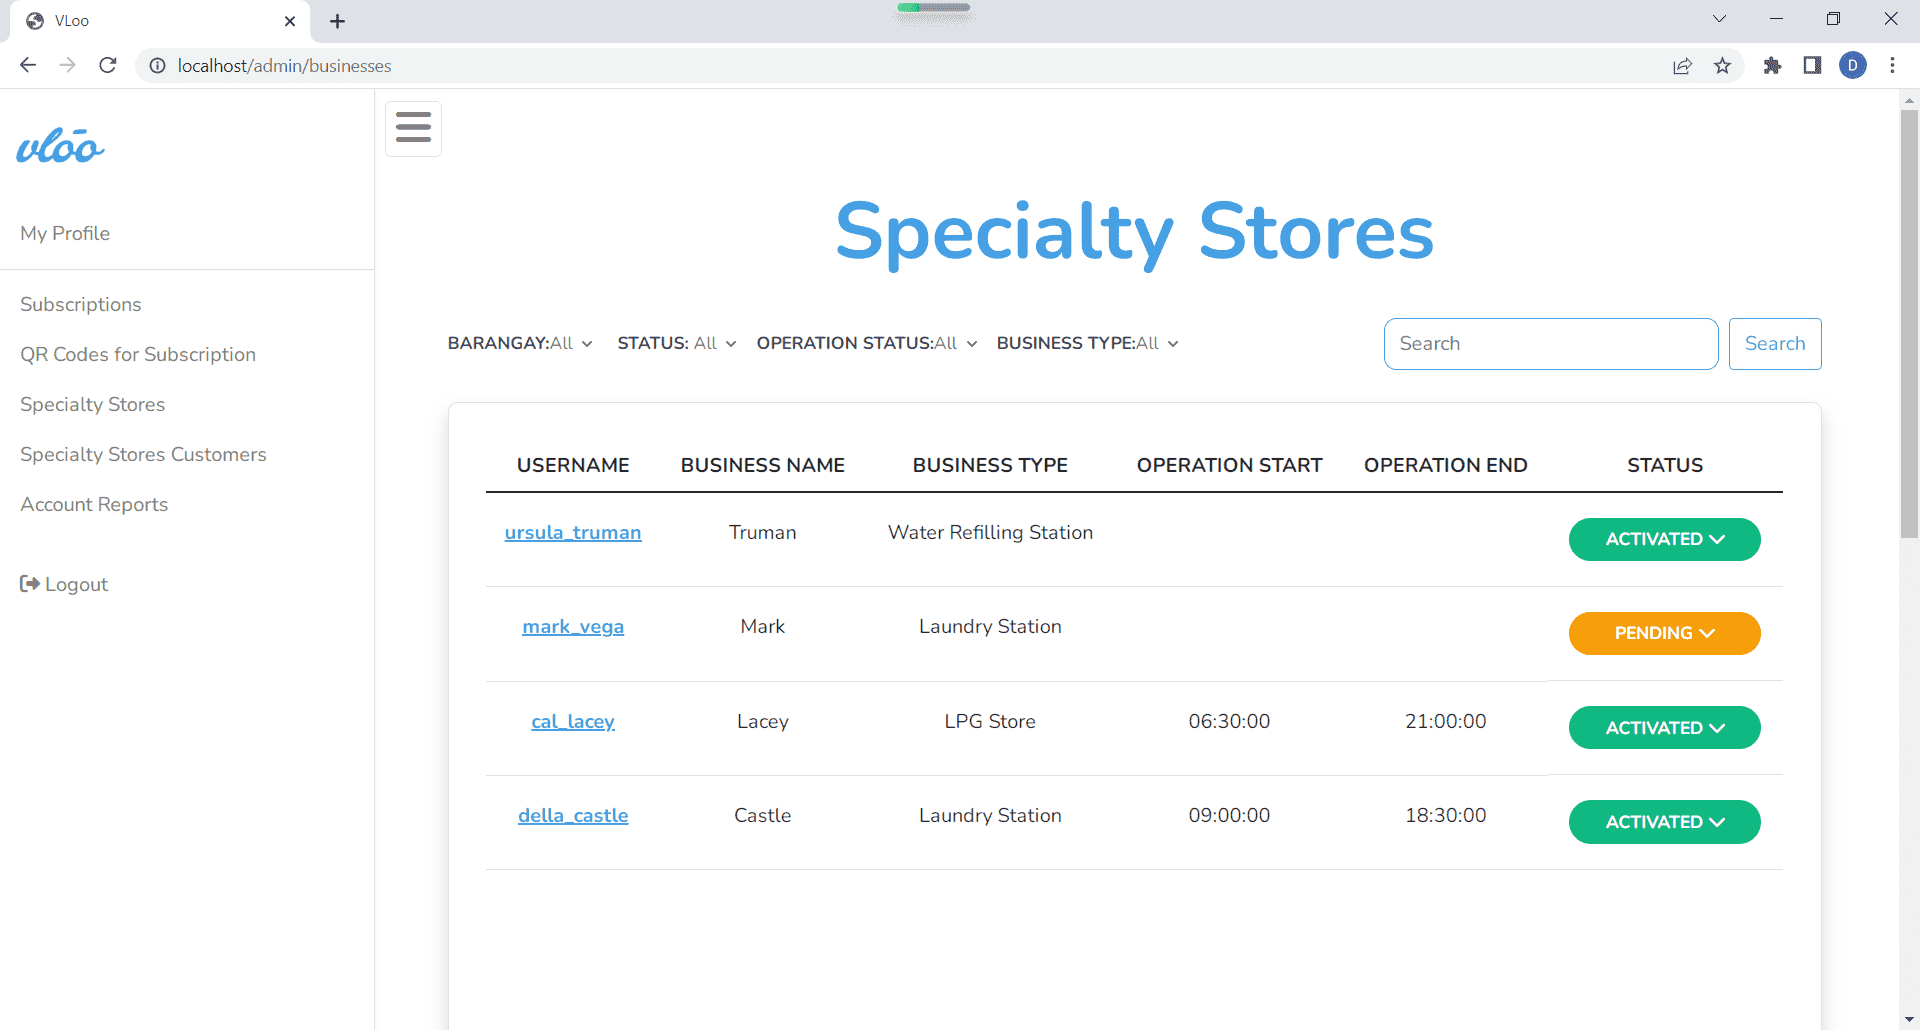 VLoo
localhost/admin/businesses
D
vloo
My Profile
Subscriptions
QR Codes for Subscription
Specialty Stores
Specialty Stores Customers
Account Reports
Logout
Specialty Stores
BARANGAY:All STATUS: All OPERATION STATUS:All BUSINESS TYPE:All Search Search
USERNAME BUSINESS NAME BUSINESS TYPE OPERATION START OPERATION END STATUS
ursula_truman Truman Water Refilling Station ACTIVATED
mark_vega Mark Laundry Station PENDING
cal_lacey Lacey LPG Store 06:30:00 21:00:00 ACTIVATED
della_castle Castle Laundry Station 09:00:00 18:30:00 ACTIVATED